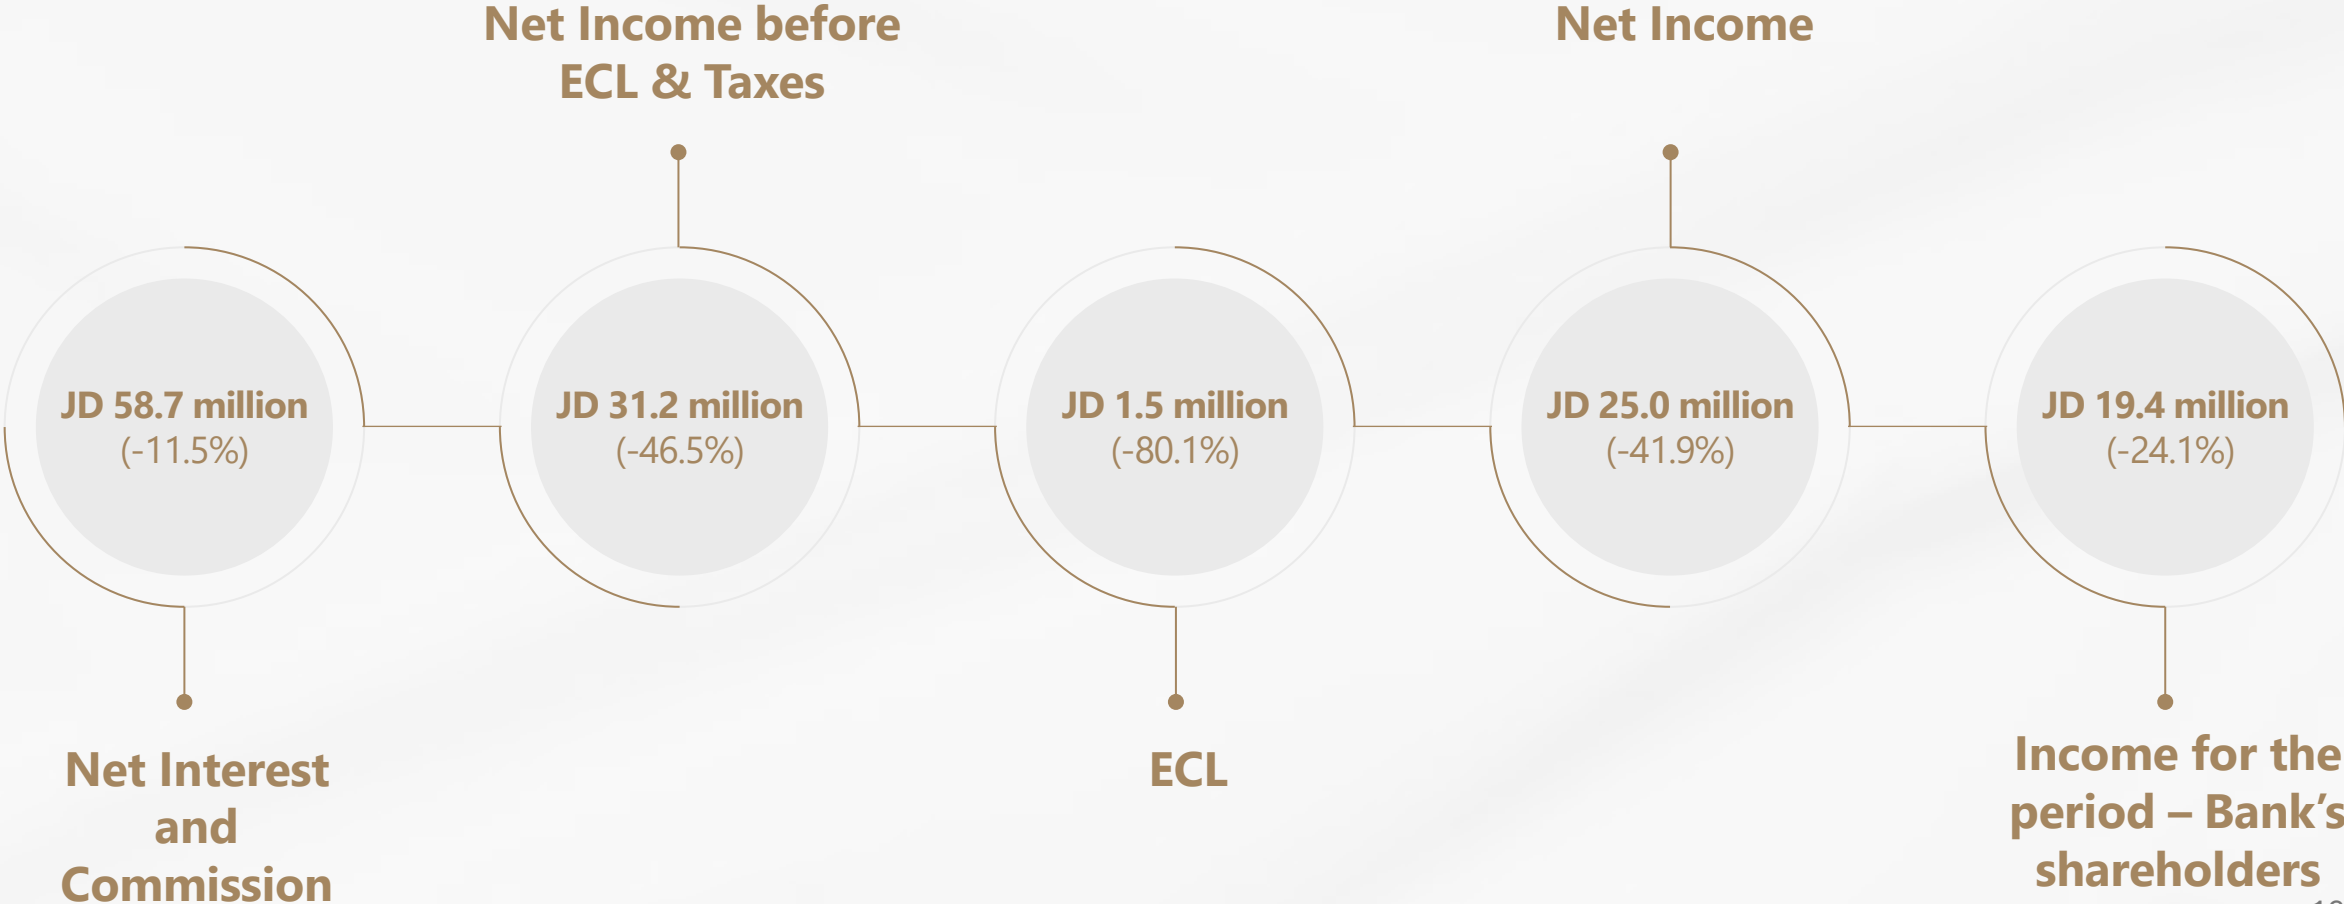 Net Income before
ECL & Taxes
Net Income
JD 58.7 million
(-11.5%)
JD 31.2 million
(-46.5%)
JD 1.5 million
(-80.1%)
JD 25.0 million
(-41.9%)
JD 19.4 million
(-24.1%)
Net Interest
and
Commission
ECL
Income for the
period – Bank’s
shareholders